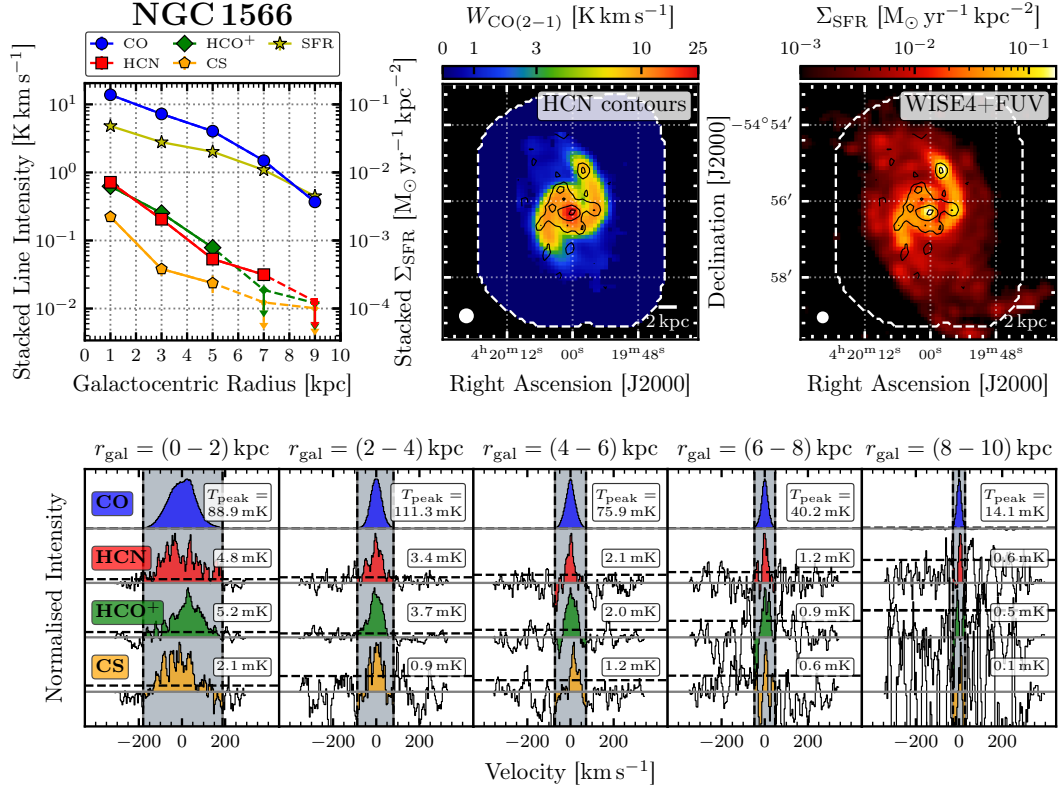 NGC 1566
CO
HCN
HCO⁺
CS
SFR
Stacked Line Intensity [K km s⁻¹]
10¹
10⁰
10⁻¹
10⁻²
10⁻¹
10⁻²
10⁻³
10⁻⁴
Stacked Σ_SFR [M⊙ yr⁻¹ kpc⁻²]
0 1 2 3 4 5 6 7 8 9 10
Galactocentric Radius [kpc]
W_CO(2−1) [K km s⁻¹]
0 1 3 10 25
HCN contours
2 kpc
4ʰ20ᵐ12ˢ 00ˢ 19ᵐ48ˢ
Right Ascension [J2000]
Σ_SFR [M⊙ yr⁻¹ kpc⁻²]
10⁻³ 10⁻² 10⁻¹
WISE4+FUV
−54°54′
56′
58′
Declination [J2000]
2 kpc
4ʰ20ᵐ12ˢ 00ˢ 19ᵐ48ˢ
Right Ascension [J2000]
r_gal = (0 − 2) kpc
r_gal = (2 − 4) kpc
r_gal = (4 − 6) kpc
r_gal = (6 − 8) kpc
r_gal = (8 − 10) kpc
Normalised Intensity
CO
T_peak =
88.9 mK
T_peak =
111.3 mK
T_peak =
75.9 mK
T_peak =
40.2 mK
T_peak =
14.1 mK
HCN
4.8 mK
3.4 mK
2.1 mK
1.2 mK
0.6 mK
HCO⁺
5.2 mK
3.7 mK
2.0 mK
0.9 mK
0.5 mK
CS
2.1 mK
0.9 mK
1.2 mK
0.6 mK
0.1 mK
−200 0 200
−200 0 200
−200 0 200
−200 0 200
−200 0 200
Velocity [km s⁻¹]